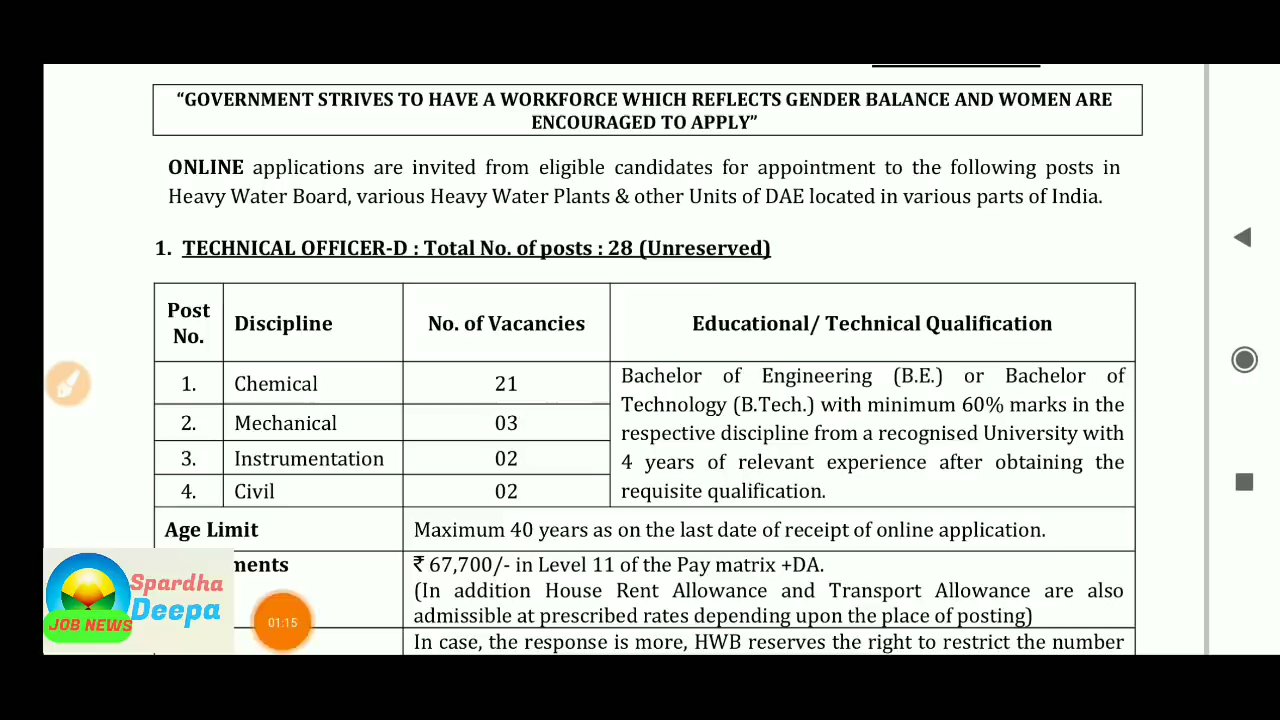 “GOVERNMENT STRIVES TO HAVE A WORKFORCE WHICH REFLECTS GENDER BALANCE AND WOMEN ARE
ENCOURAGED TO APPLY”
ONLINE applications are invited from eligible candidates for appointment to the following posts in
Heavy Water Board, various Heavy Water Plants & other Units of DAE located in various parts of India.
1. TECHNICAL OFFICER-D : Total No. of posts : 28 (Unreserved)
Post No. Discipline No. of Vacancies Educational/ Technical Qualification
1. Chemical 21
2. Mechanical 03
3. Instrumentation 02
4. Civil 02
Bachelor of Engineering (B.E.) or Bachelor of
Technology (B.Tech.) with minimum 60% marks in the
respective discipline from a recognised University with
4 years of relevant experience after obtaining the
requisite qualification.
Age Limit Maximum 40 years as on the last date of receipt of online application.
ments ₹ 67,700/- in Level 11 of the Pay matrix +DA.
(In addition House Rent Allowance and Transport Allowance are also
admissible at prescribed rates depending upon the place of posting)
In case, the response is more, HWB reserves the right to restrict the number
Spardha
Deepa
JOB NEWS
01:15